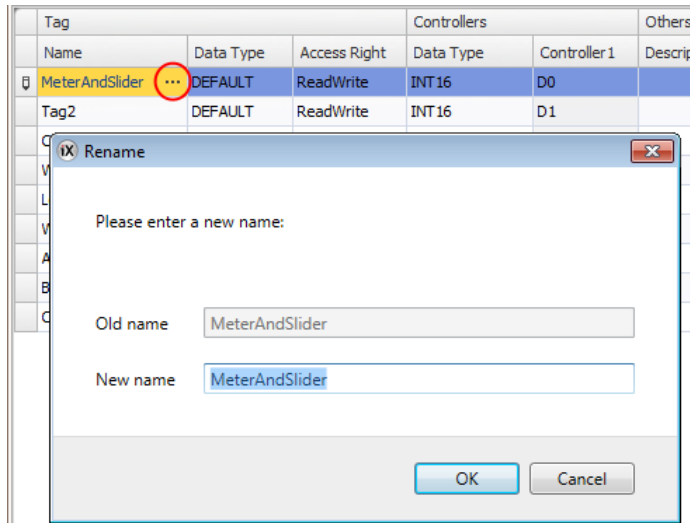 Tag Controllers Others
Name Data Type Access Right Data Type Controller1 Descrip
MeterAndSlider ... DEFAULT ReadWrite INT16 D0
Tag2 DEFAULT ReadWrite INT16 D1
iX Rename
Please enter a new name:
Old name MeterAndSlider
New name MeterAndSlider
OK Cancel